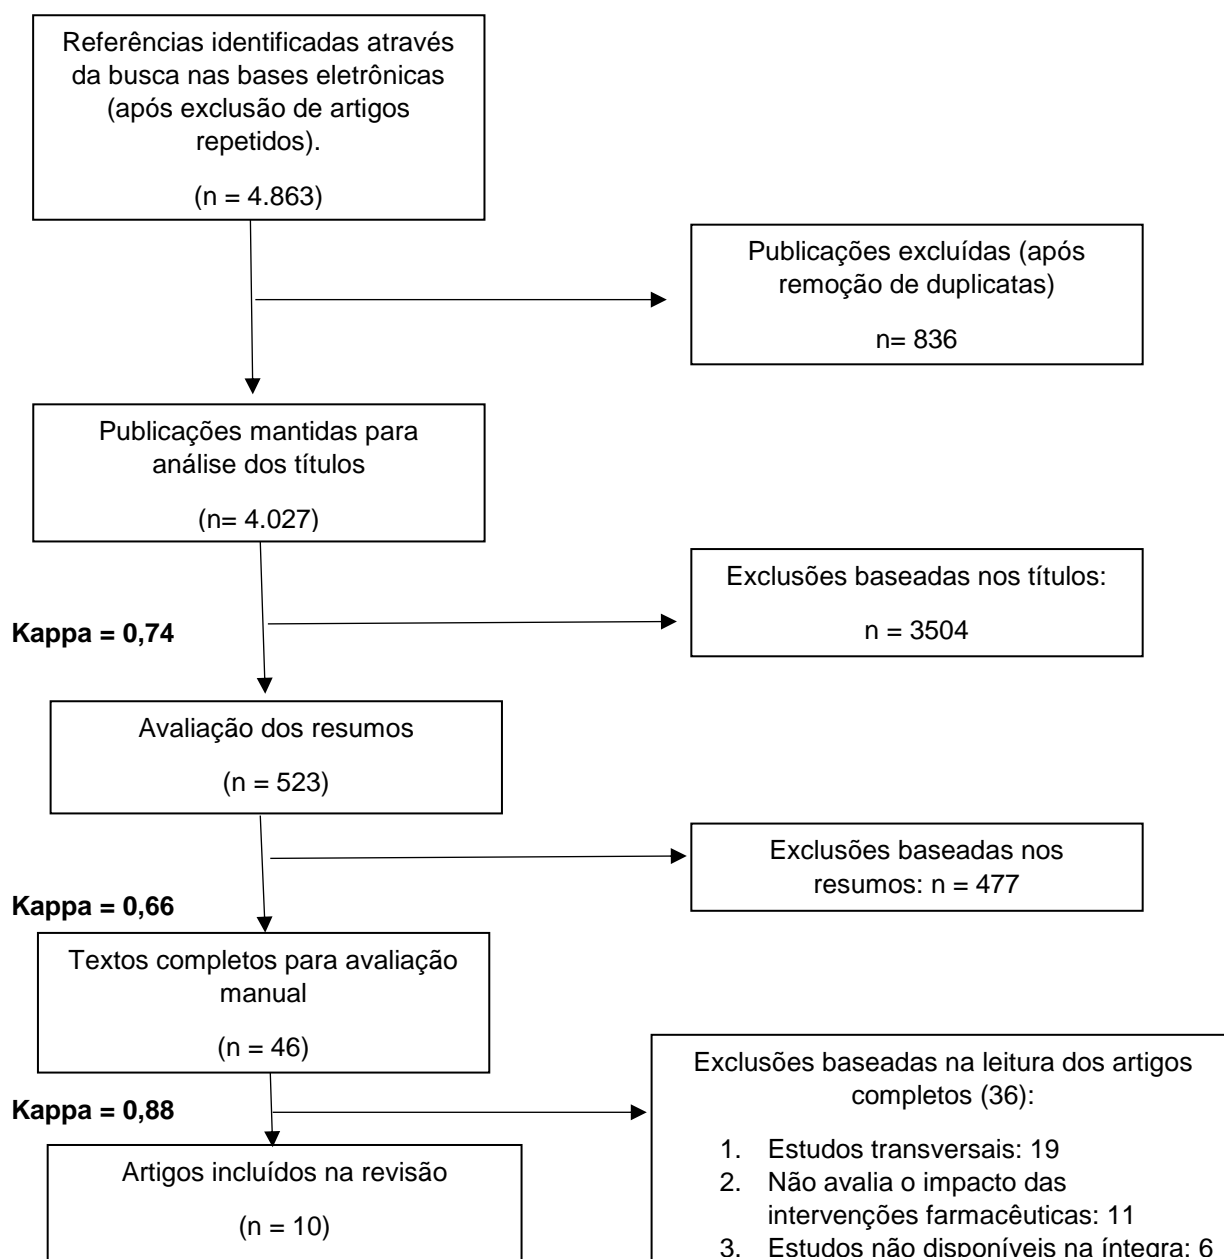 Referências identificadas através
da busca nas bases eletrônicas
(após exclusão de artigos
repetidos).
(n = 4.863)
Publicações excluídas (após
remoção de duplicatas)
n= 836
Publicações mantidas para
análise dos títulos
(n= 4.027)
Exclusões baseadas nos títulos:
n = 3504
Kappa = 0,74
Avaliação dos resumos
(n = 523)
Exclusões baseadas nos
resumos: n = 477
Kappa = 0,66
Textos completos para avaliação
manual
(n = 46)
Exclusões baseadas na leitura dos artigos
completos (36):
1. Estudos transversais: 19
2. Não avalia o impacto das
intervenções farmacêuticas: 11
3. Estudos não disponíveis na íntegra: 6
Kappa = 0,88
Artigos incluídos na revisão
(n = 10)